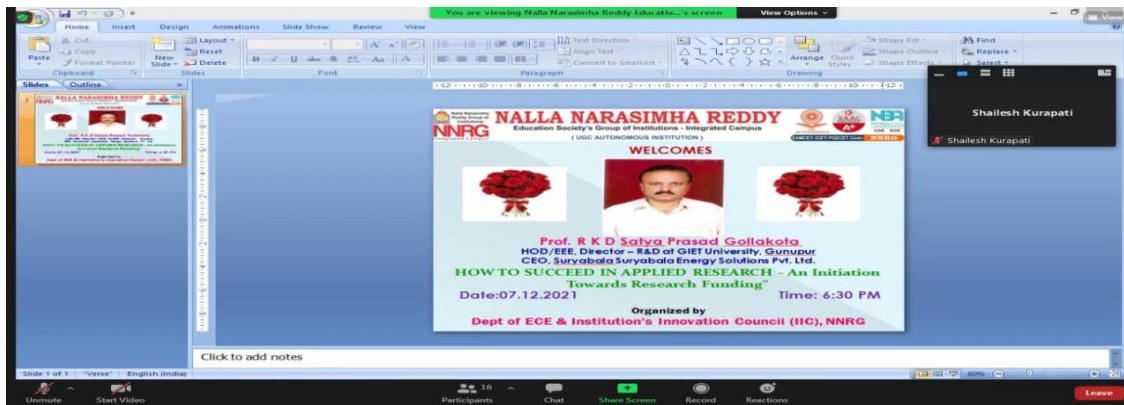 You are viewing Nalla Narasimha Reddy Educatio...'s screen
View Options
View
Home Insert Design Animations Slide Show Review View
Cut
Copy
Format Painter
Paste
Clipboard
New Slide
Layout
Reset
Delete
Slides
Font
Text Direction
Align Text
Convert to SmartArt
Paragraph
Arrange
Quick Styles
Shape Fill
Shape Outline
Shape Effects
Drawing
Find
Replace
Select
Slides Outline
Shailesh Kurapati
Shailesh Kurapati
NNRG
NALLA NARASIMHA REDDY
Education Society's Group of Institutions - Integrated Campus
( UGC AUTONOMOUS INSTITUTION )
WELCOMES
Prof. R K D Satya Prasad Gollakota
HOD/EEE, Director – R&D at GIET University, Gunupur
CEO, Suryabala Suryabala Energy Solutions Pvt. Ltd.
HOW TO SUCCEED IN APPLIED RESEARCH - An Initiation
Towards Research Funding"
Date:07.12.2021 Time: 6:30 PM
Organized by
Dept of ECE & Institution's Innovation Council (IIC), NNRG
Click to add notes
Slide 1 of 1 "Verve" English (India)
60%
Unmute
Start Video
16
Participants
Chat
Share Screen
Record
Reactions
Leave